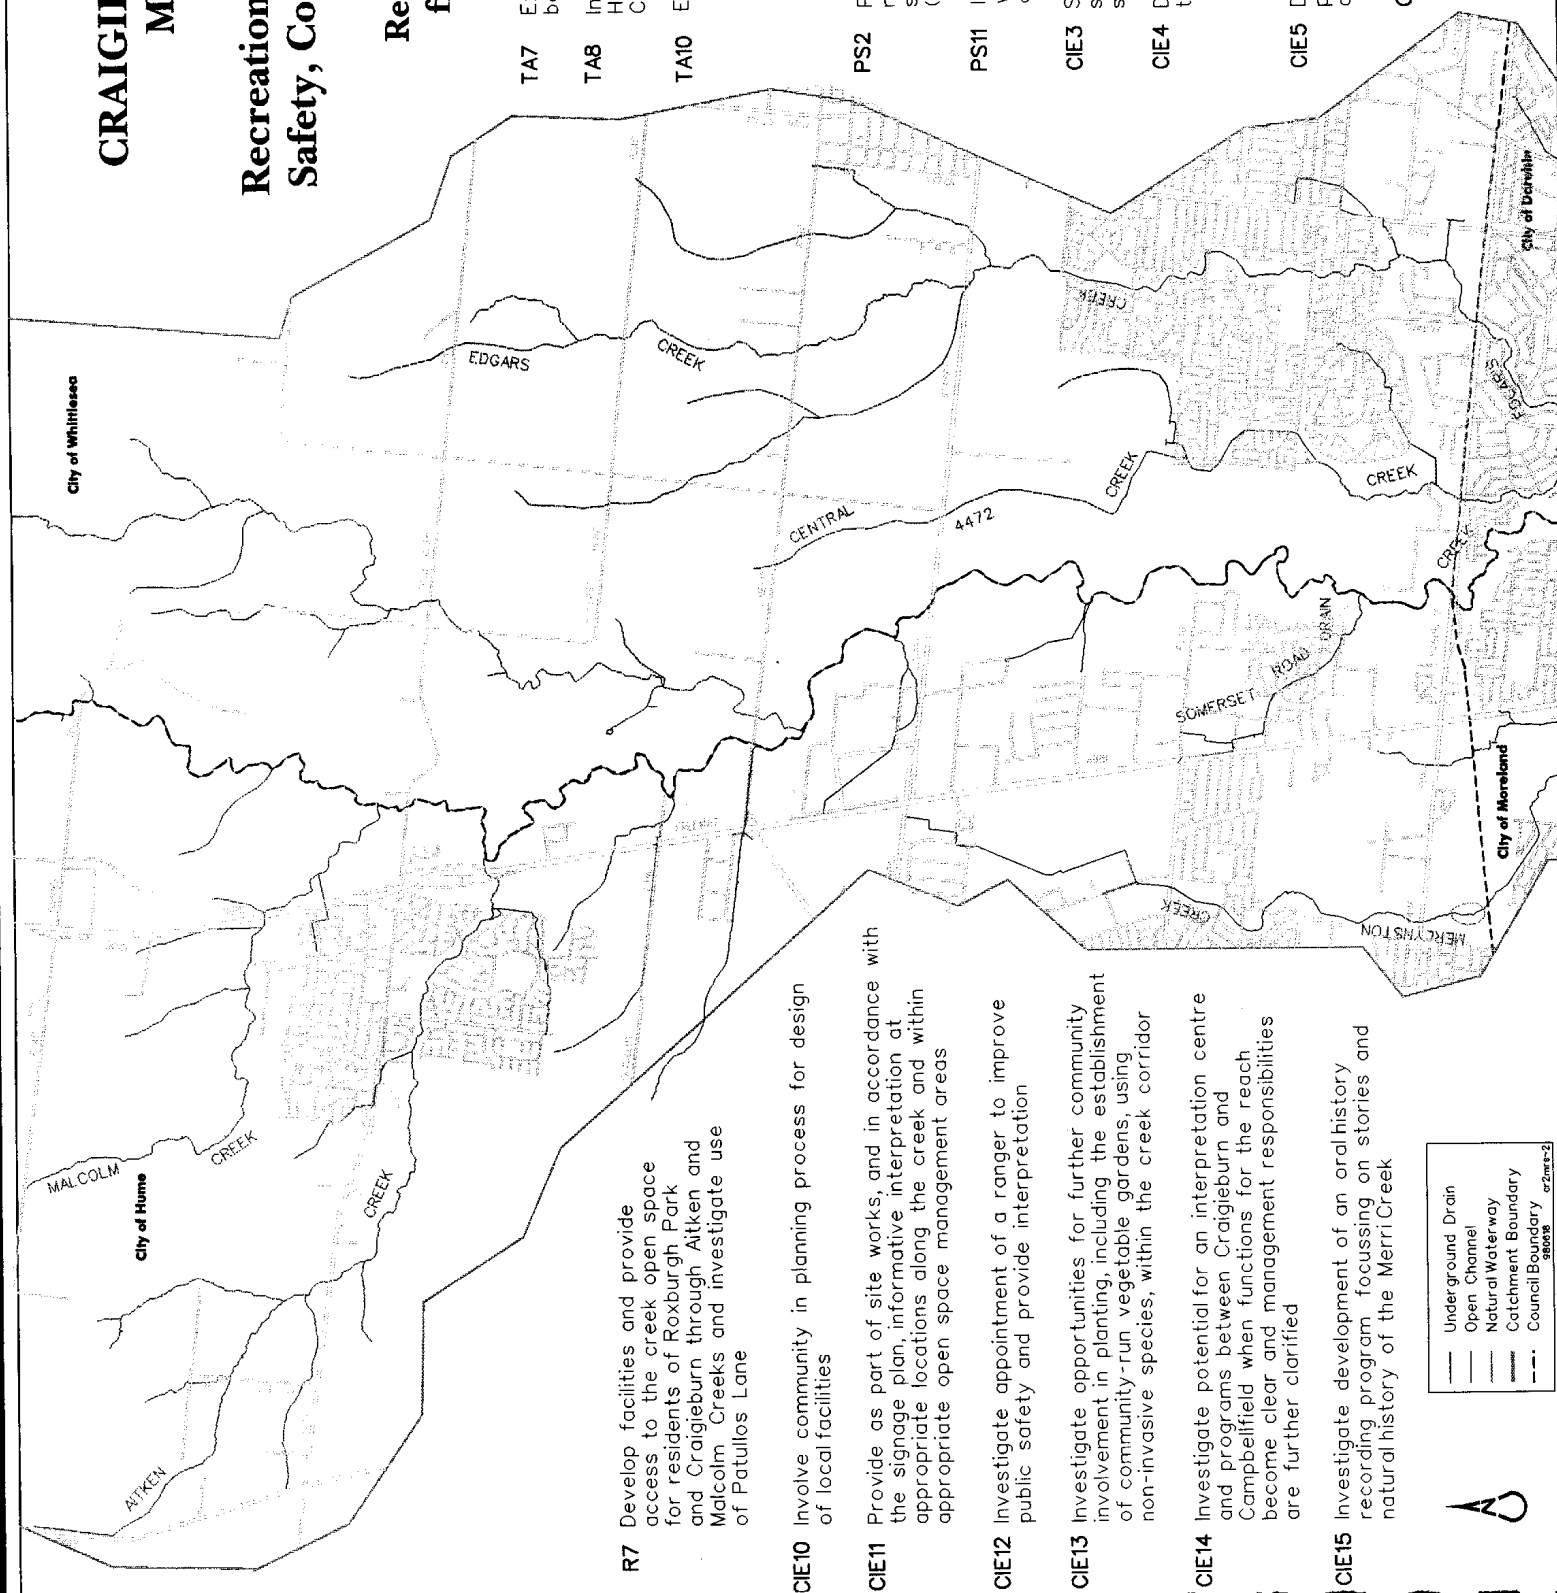 CRAIGIE
M
Recreation
Safety, Co
Re
f
TA7 E
be
TA8 In
H
C
TA10 E
PS2
PS11
CIE3 S
CIE4 D
t
CIE5
City of Whittlesea
City of Hume
City of Moreland
City of Darebin
MALCOLM
CREEK
AITKEN
CREEK
EDGARS
CREEK
CENTRAL
CREEK
4472
CREEK
CREEK
CREEK
EDGARS
SOMERSET
ROAD
DRAIN
MERLYNSTON
CREEK
R7 Develop facilities and provide
access to the creek open space
for residents of Roxburgh Park
and Craigieburn through Aitken and
Malcolm Creeks and investigate use
of Patullos Lane
CIE10 Involve community in planning process for design
of local facilities
CIE11 Provide as part of site works, and in accordance with
the signage plan, informative interpretation at
appropriate locations along the creek and within
appropriate open space management areas
CIE12 Investigate appointment of a ranger to improve
public safety and provide interpretation
CIE13 Investigate opportunities for further community
involvement in planting, including the establishment
of community-run vegetable gardens, using
non-invasive species, within the creek corridor
CIE14 Investigate potential for an interpretation centre
and programs between Craigieburn and
Campbellfield when functions for the reach
become clear and management responsibilities
are further clarified
CIE15 Investigate development of an oral history
recording program focussing on stories and
natural history of the Merri Creek
Underground Drain
Open Channel
Natural Waterway
Catchment Boundary
Council Boundary
980618 cr2mrs-2
N